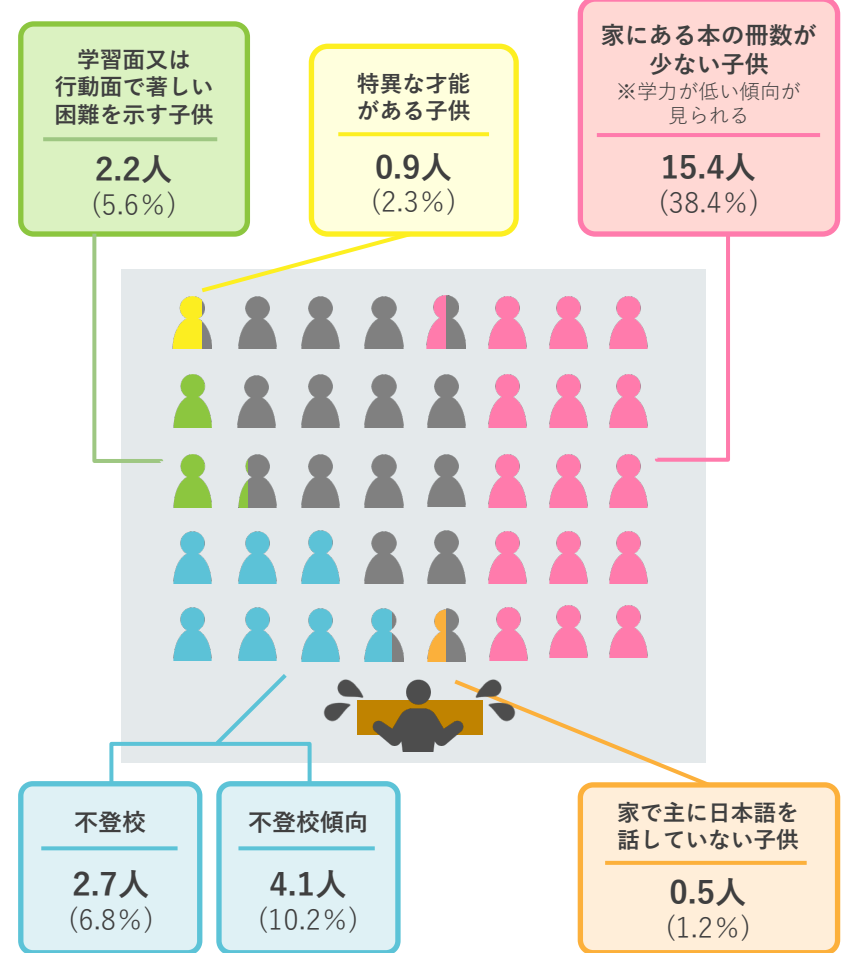 学習面又は
行動面で著しい
困難を示す子供
2.2人
(5.6%)
特異な才能
がある子供
0.9人
(2.3%)
家にある本の冊数が
少ない子供
※学力が低い傾向が
見られる
15.4人
(38.4%)
不登校
2.7人
(6.8%)
不登校傾向
4.1人
(10.2%)
家で主に日本語を
話していない子供
0.5人
(1.2%)